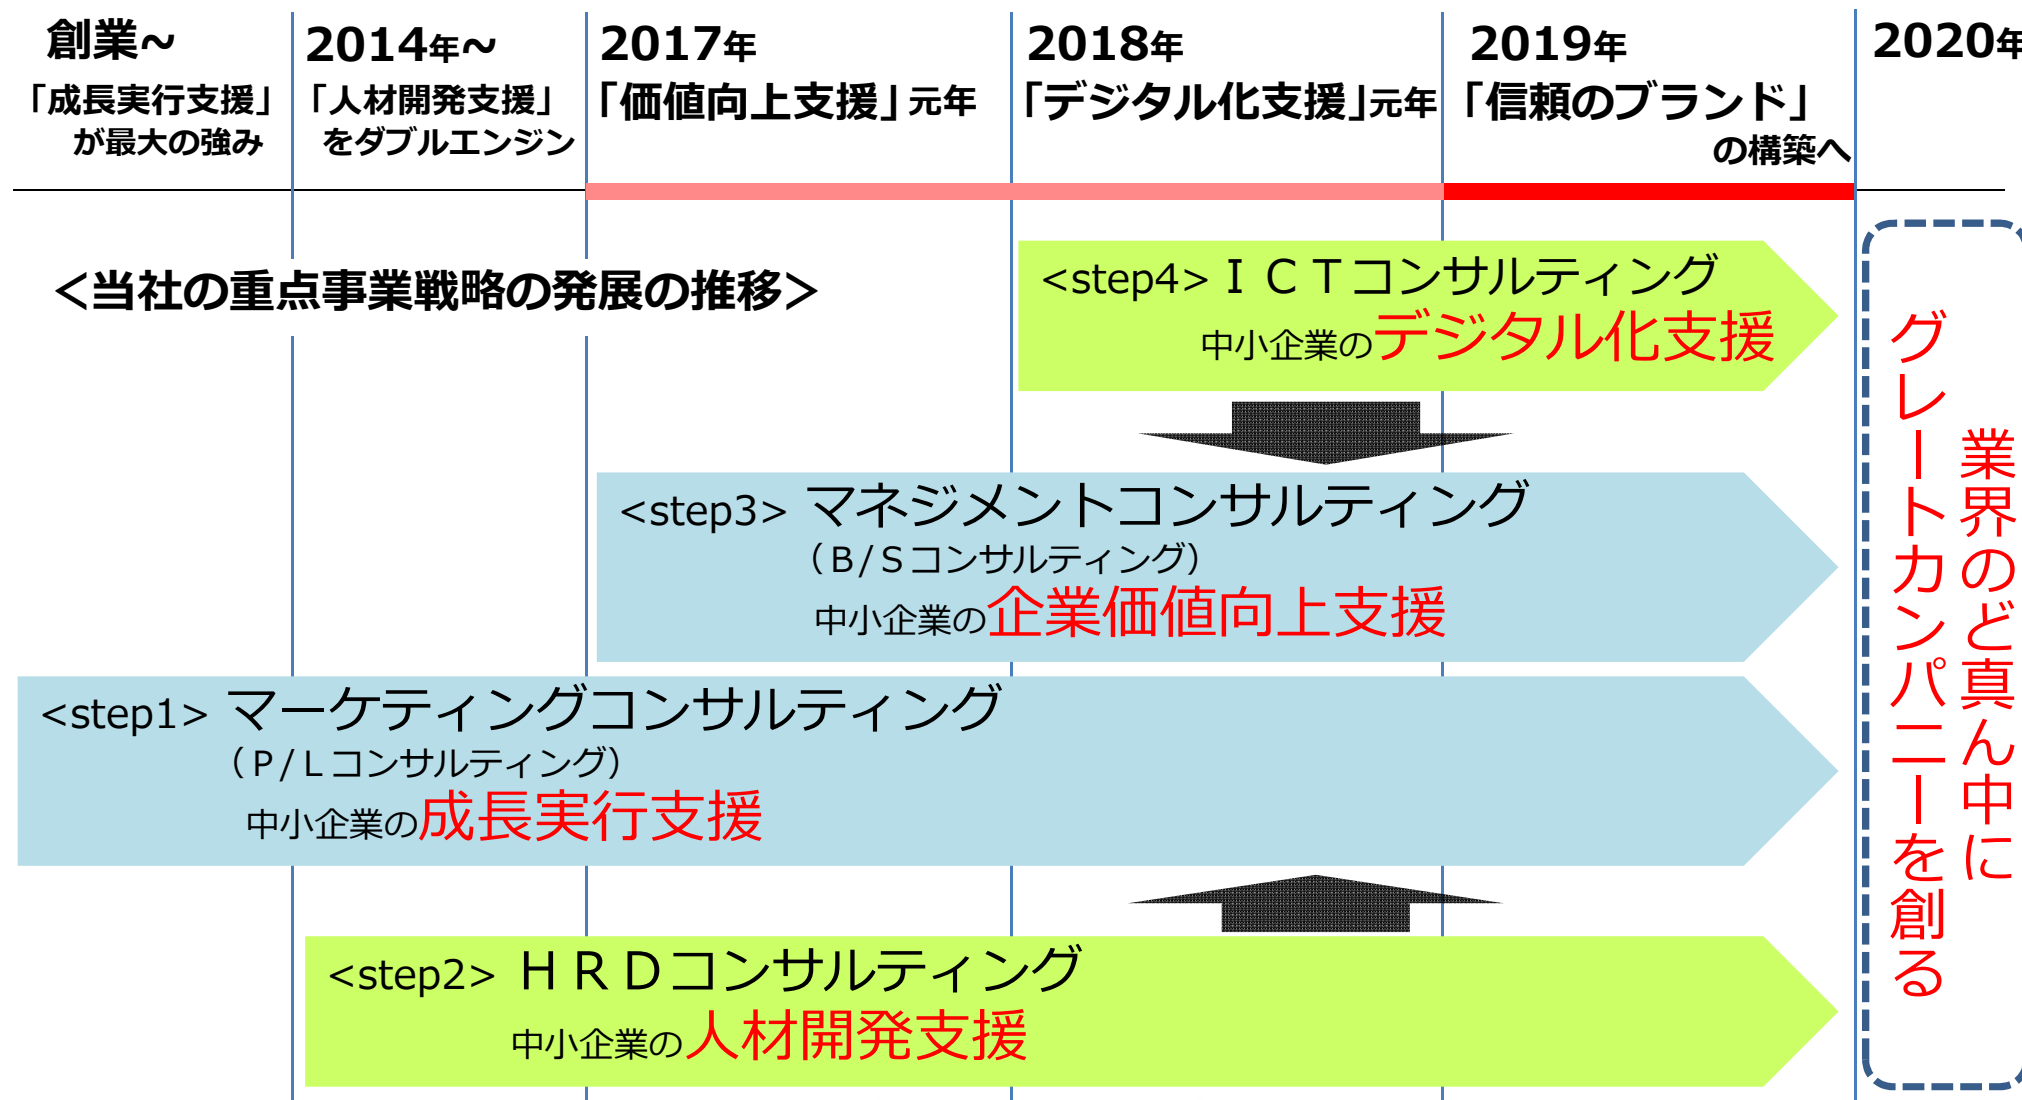 創業~
「成長実行支援」
が最大の強み
2014年~
「人材開発支援」
をダブルエンジン
2017年
「価値向上支援」元年
2018年
「デジタル化支援」元年
2019年
「信頼のブランド」
の構築へ
2020年
<当社の重点事業戦略の発展の推移>
<step4> ＩＣＴコンサルティング
中小企業のデジタル化支援
<step3> マネジメントコンサルティング
（Ｂ/Ｓコンサルティング）
中小企業の企業価値向上支援
<step1> マーケティングコンサルティング
（Ｐ/Ｌコンサルティング）
中小企業の成長実行支援
<step2> ＨＲＤコンサルティング
中小企業の人材開発支援
業界のど真ん中に
グレートカンパニーを創る